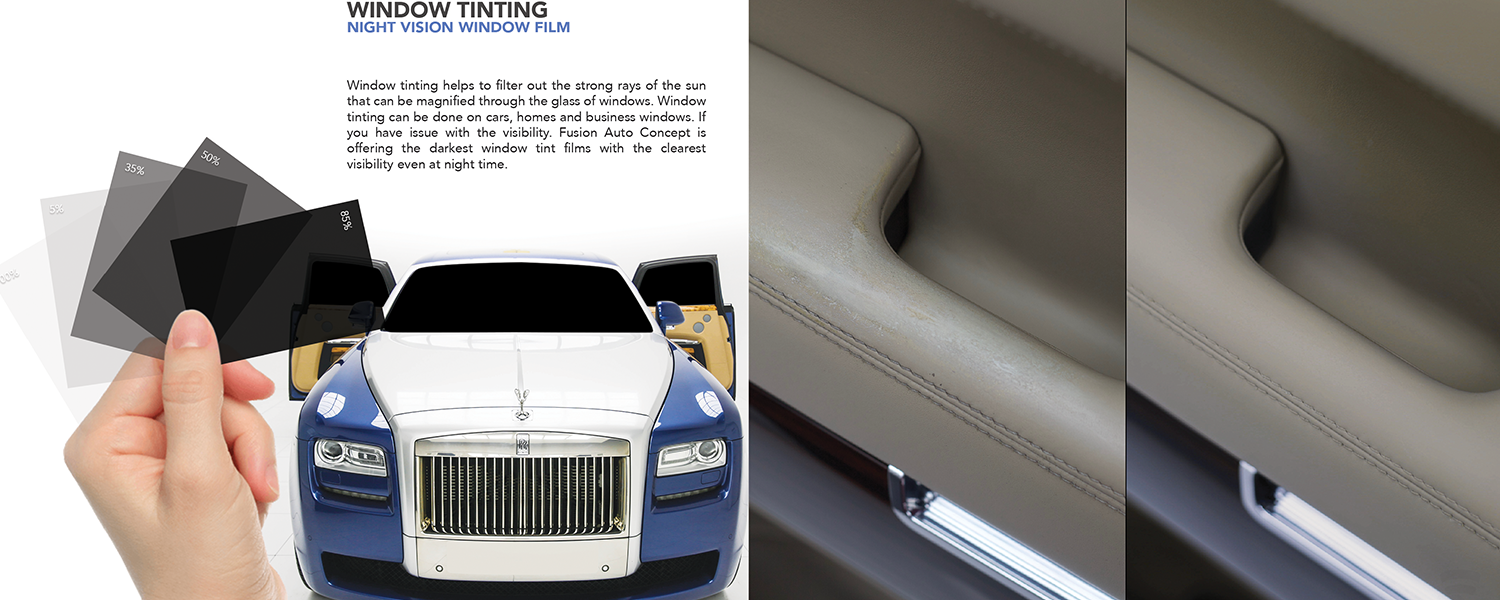 WINDOW TINTING
NIGHT VISION WINDOW FILM
Window tinting helps to filter out the strong rays of the sun
that can be magnified through the glass of windows. Window
tinting can be done on cars, homes and business windows. If
you have issue with the visibility. Fusion Auto Concept is
offering the darkest window tint films with the clearest
visibility even at night time.
50%
35%
5%
85%